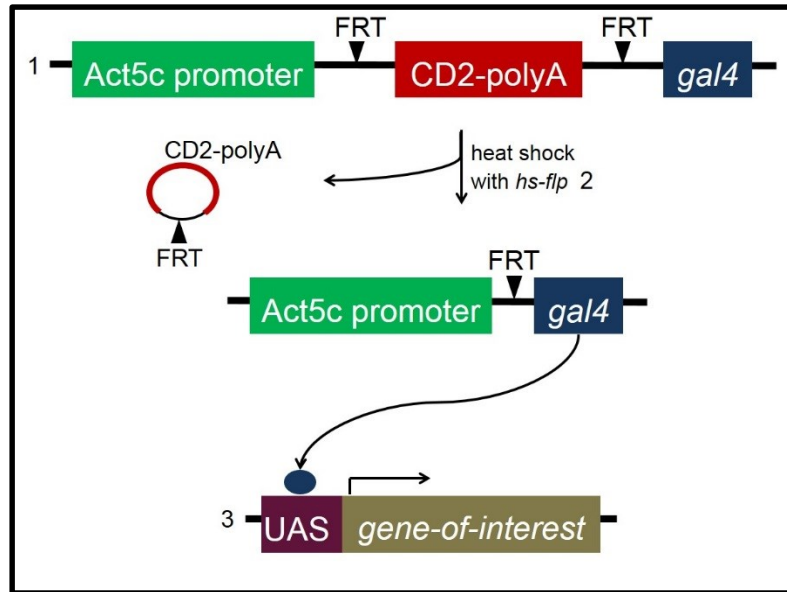 FRT FRT
1 Act5c promoter CD2-polyA gal4
CD2-polyA
heat shock
with hs-flp 2
FRT
FRT
Act5c promoter gal4
3 UAS gene-of-interest